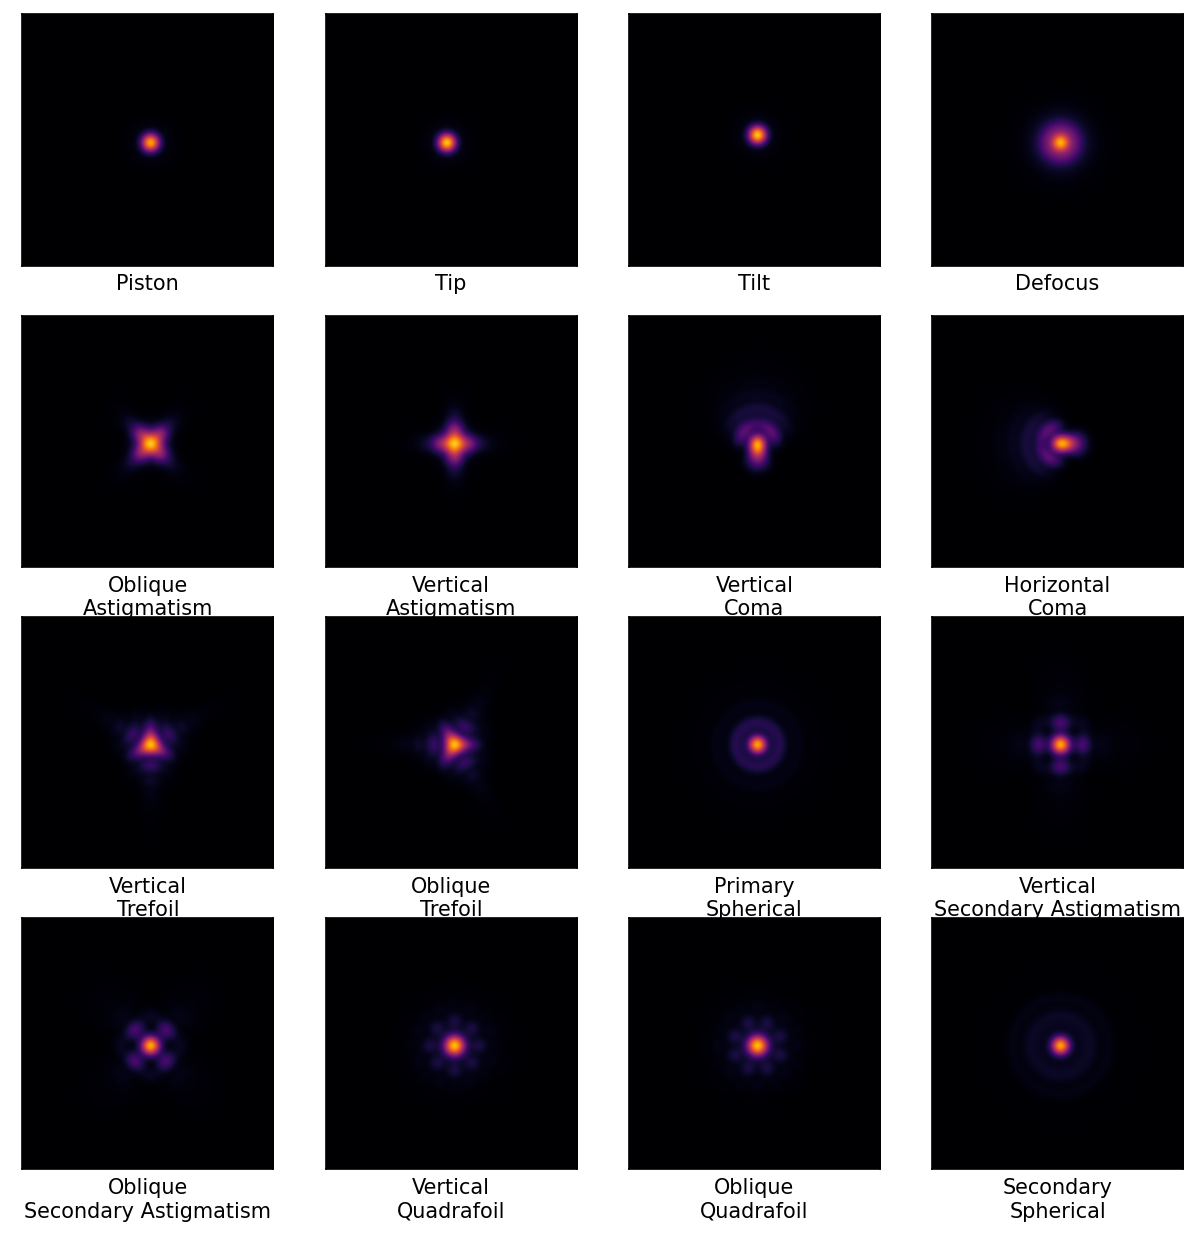 Piston
Tip
Tilt
Defocus
Oblique
Astigmatism
Vertical
Astigmatism
Vertical
Coma
Horizontal
Coma
Vertical
Trefoil
Oblique
Trefoil
Primary
Spherical
Vertical
Secondary Astigmatism
Oblique
Secondary Astigmatism
Vertical
Quadrafoil
Oblique
Quadrafoil
Secondary
Spherical